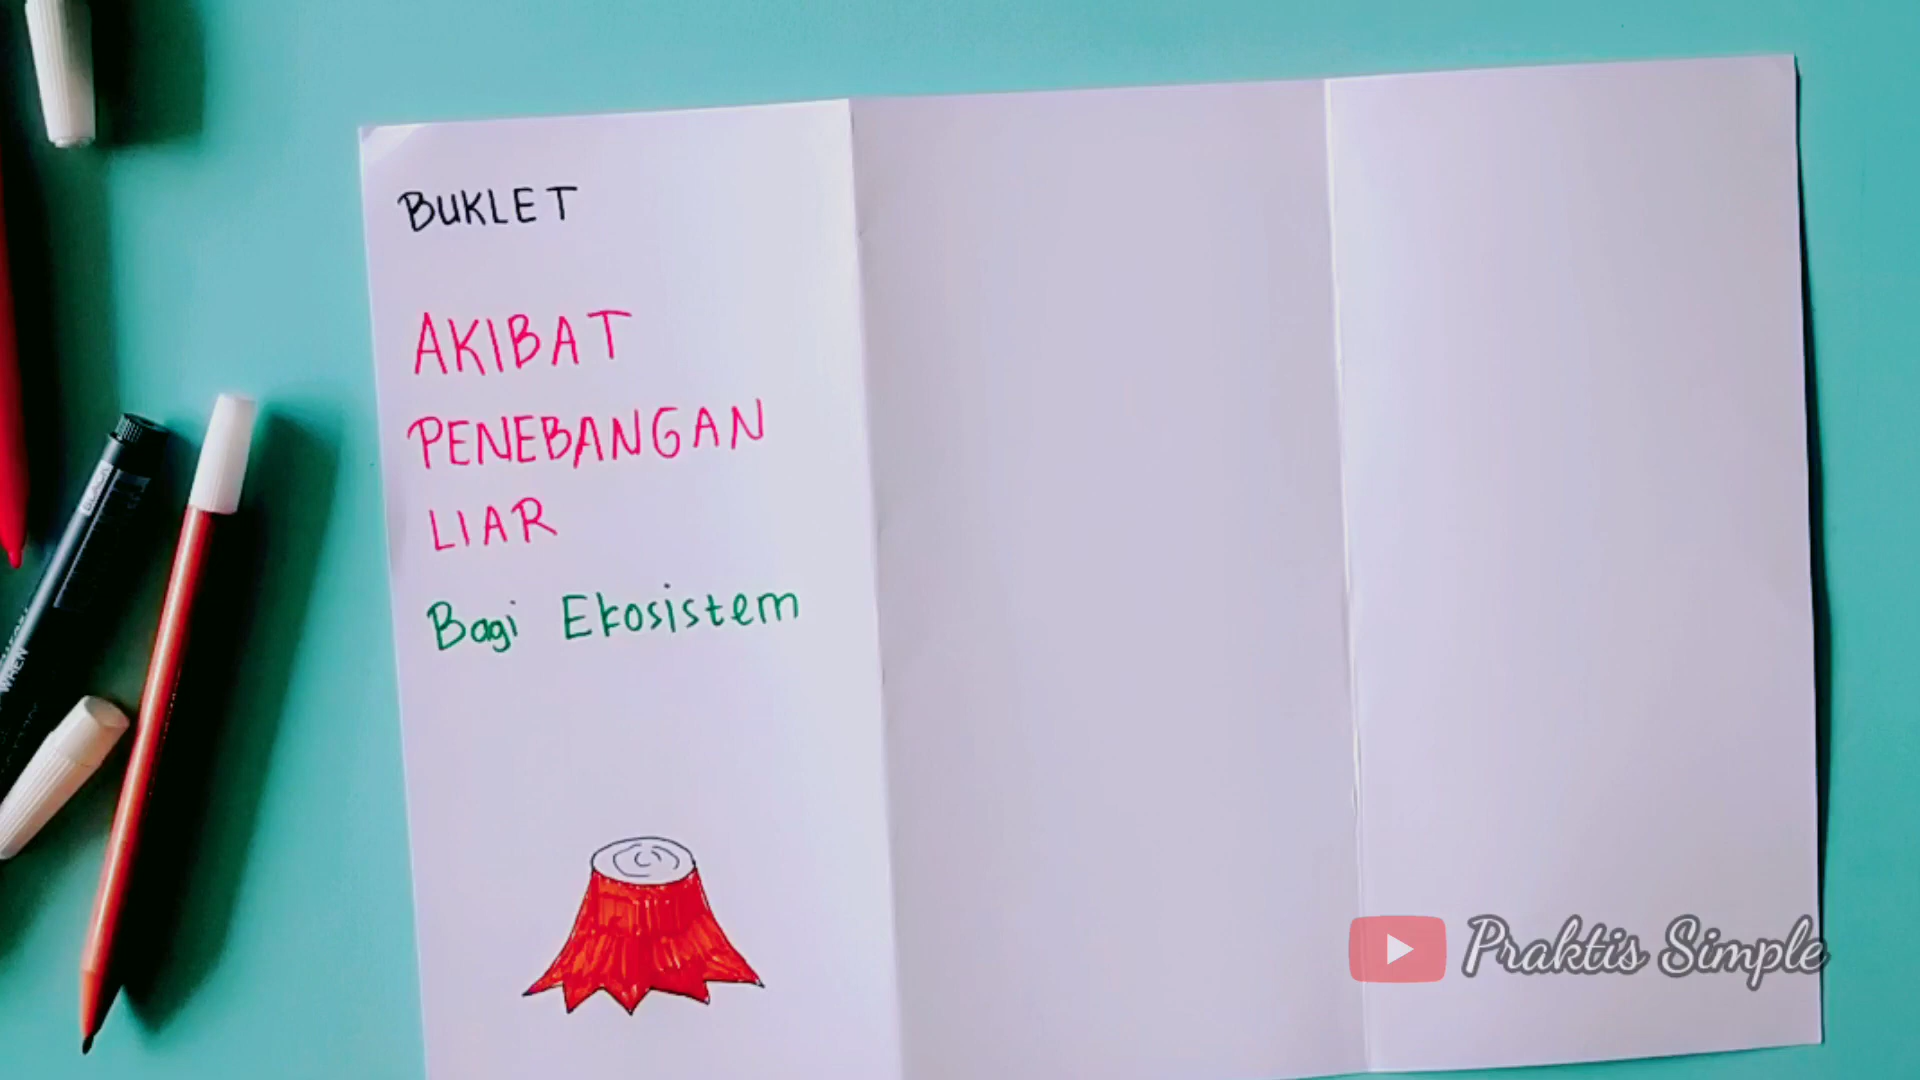 BUKLET
AKIBAT
PENEBANGAN
LIAR
Bagi Ekosistem
Praktis Simple